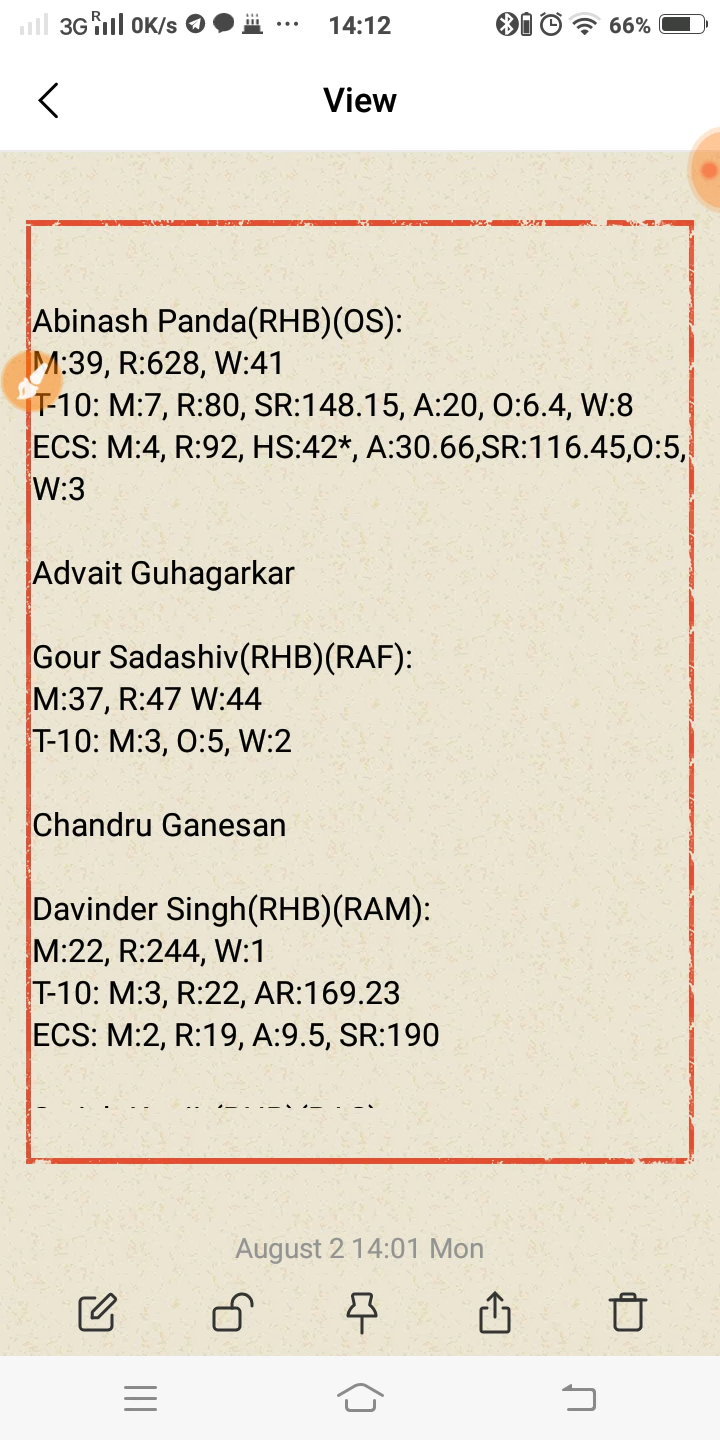 3G R 0K/s ··· 14:12 66%
View
Abinash Panda(RHB)(OS):
M:39, R:628, W:41
T-10: M:7, R:80, SR:148.15, A:20, O:6.4, W:8
ECS: M:4, R:92, HS:42*, A:30.66,SR:116.45,O:5,
W:3
Advait Guhagarkar
Gour Sadashiv(RHB)(RAF):
M:37, R:47 W:44
T-10: M:3, O:5, W:2
Chandru Ganesan
Davinder Singh(RHB)(RAM):
M:22, R:244, W:1
T-10: M:3, R:22, AR:169.23
ECS: M:2, R:19, A:9.5, SR:190
August 2 14:01 Mon